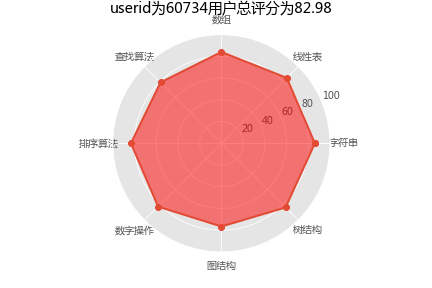 userid为60734用户总评分为82.98
数组
查找算法
线性表
100
80
60
40
20
排序算法
字符串
数字操作
树结构
图结构